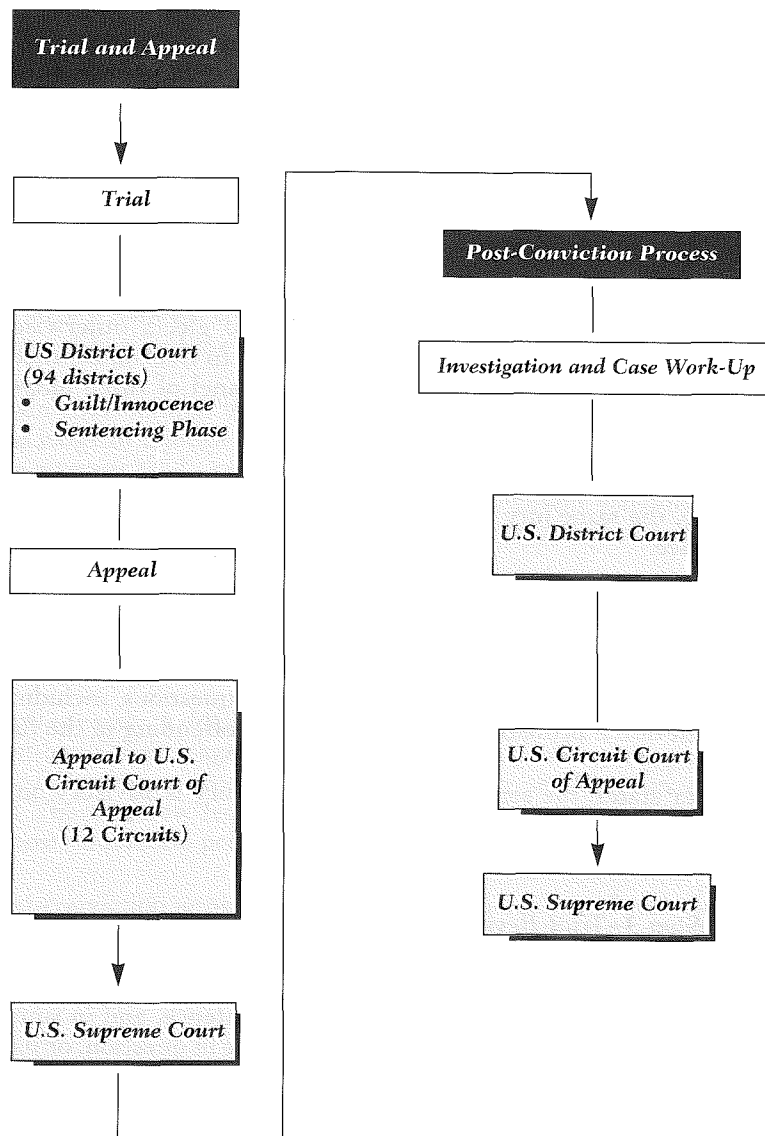 Trial and Appeal
Trial
US District Court
(94 districts)
• Guilt/Innocence
• Sentencing Phase
Appeal
Appeal to U.S.
Circuit Court of
Appeal
(12 Circuits)
U.S. Supreme Court
Post-Conviction Process
Investigation and Case Work-Up
U.S. District Court
U.S. Circuit Court
of Appeal
U.S. Supreme Court